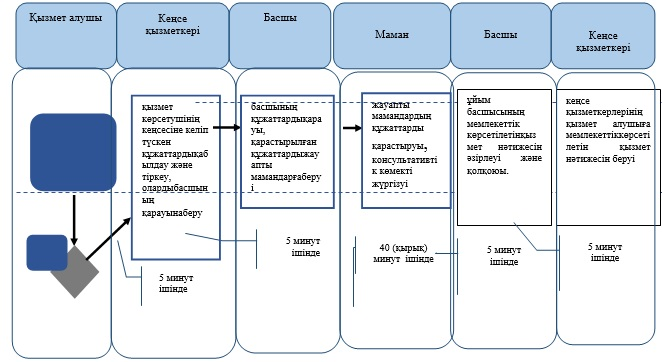 Қызмет алушы
Кеңсе
қызметкері
Басшы
Маман
Басшы
Кеңсе
қызметкері
қызмет
көрсетушінің
кеңсесіне келіп
түскен
құжаттардықаб
ылдау және
тіркеу,
олардыбасшын
ың
қарауынаберу
басшының
құжаттардықара
уы,
қарастырылған
құжаттардыжау
апты
мамандарғаберу
і
жауапты
мамандардың
құжаттарды
қарастыруы,
консультативті
к көмекті
жүргізуі
ұйым
басшысының
мемлекеттік
көрсетілетінқыз
мет нәтижесін
әзірлеуі және
қолқоюы.
кеңсе
қызметкерлерінің
қызмет алушыға
мемлекеттіккөрсеті
летін қызмет
нәтижесін беруі
5 минут
ішінде
5 минут
ішінде
40 (қырық)
минут ішінде
5 минут
ішінде
5 минут
ішінде